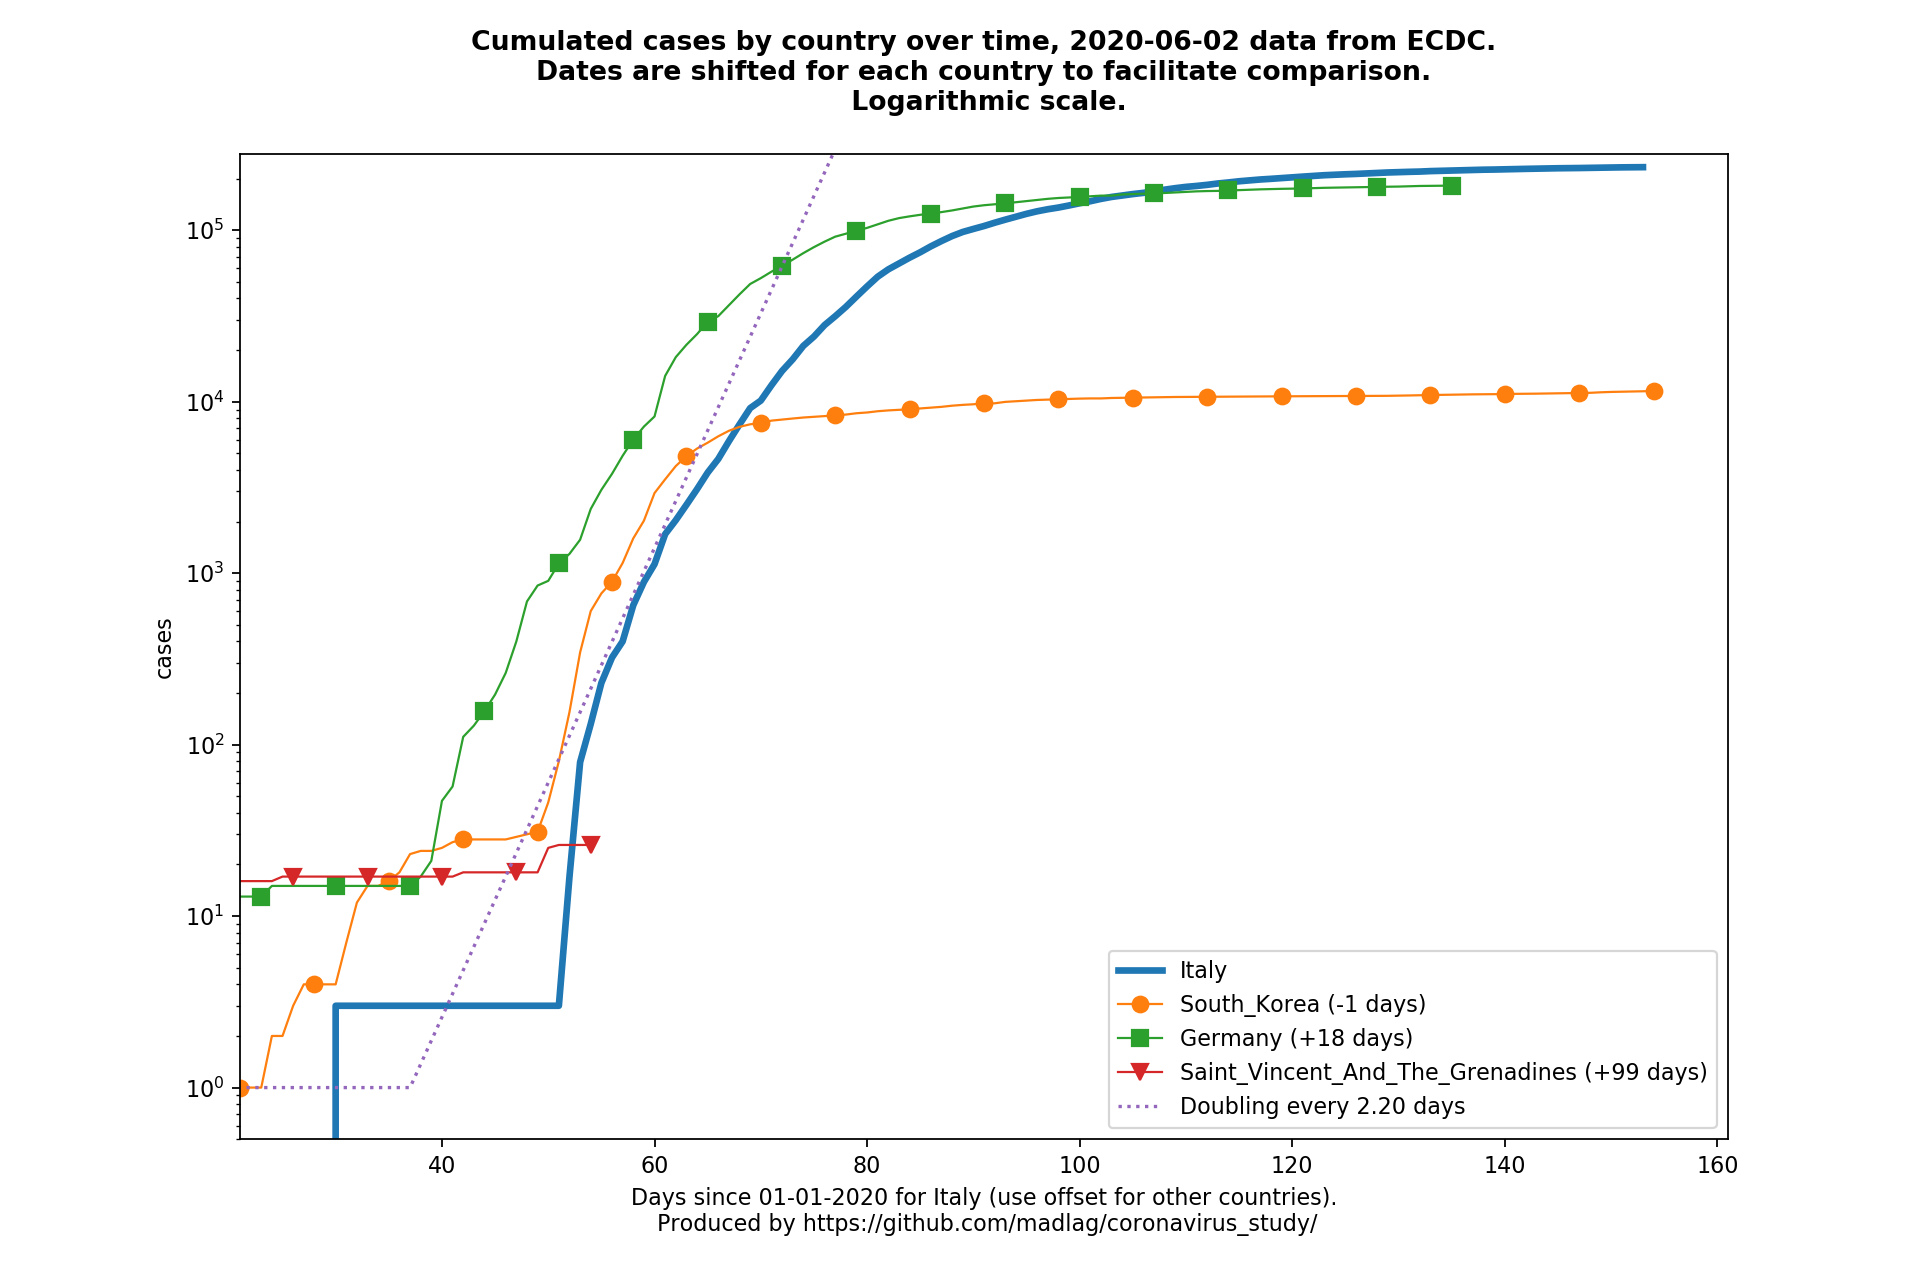 Cumulated cases by country over time, 2020-06-02 data from ECDC.
Dates are shifted for each country to facilitate comparison.
Logarithmic scale.
10^5
10^4
10^3
10^2
10^1
10^0
cases
Italy
South_Korea (-1 days)
Germany (+18 days)
Saint_Vincent_And_The_Grenadines (+99 days)
Doubling every 2.20 days
40 60 80 100 120 140 160
Days since 01-01-2020 for Italy (use offset for other countries).
Produced by https://github.com/madlag/coronavirus_study/